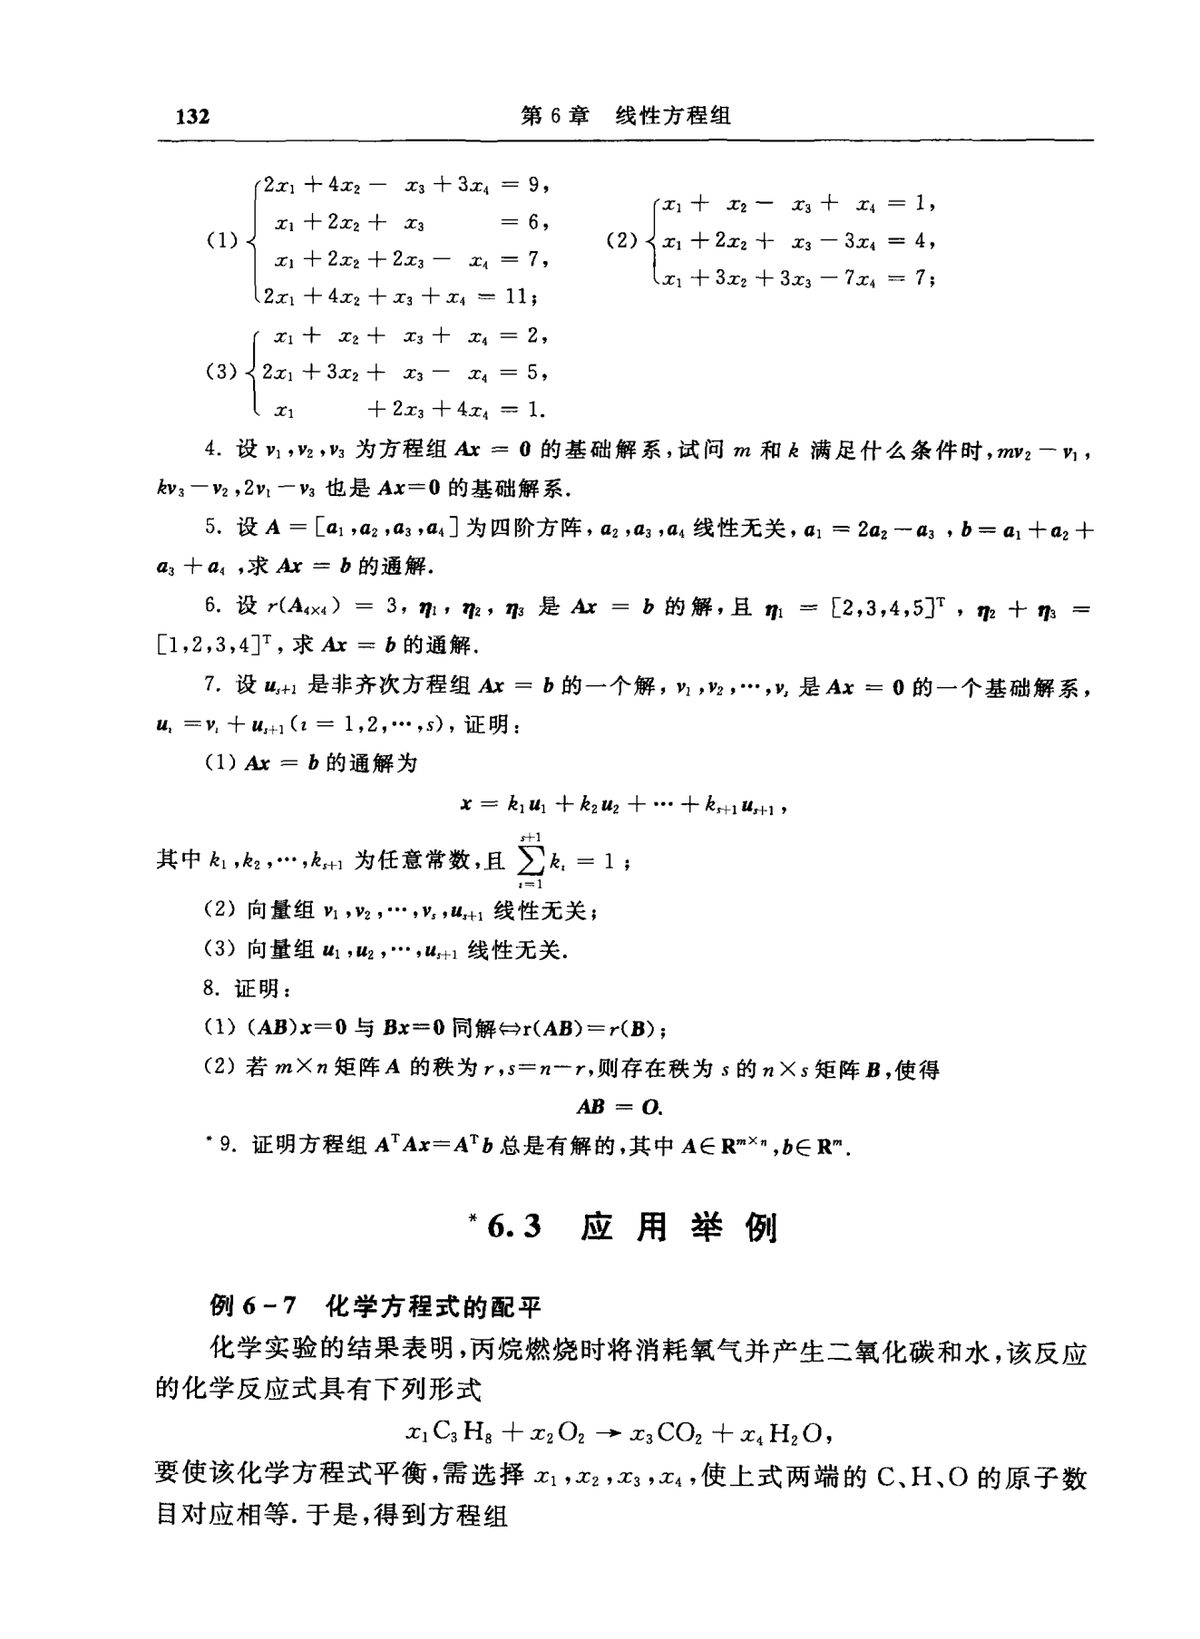 132 第 6 章 线性方程组
(1) { 2x₁ + 4x₂ − x₃ + 3x₄ = 9,
x₁ + 2x₂ + x₃ = 6,
x₁ + 2x₂ + 2x₃ − x₄ = 7,
2x₁ + 4x₂ + x₃ + x₄ = 11;
(2) { x₁ + x₂ − x₃ + x₄ = 1,
x₁ + 2x₂ + x₃ − 3x₄ = 4,
x₁ + 3x₂ + 3x₃ − 7x₄ = 7;
(3) { x₁ + x₂ + x₃ + x₄ = 2,
2x₁ + 3x₂ + x₃ − x₄ = 5,
x₁ + 2x₃ + 4x₄ = 1.
4. 设 v₁,v₂,v₃ 为方程组 Ax = 0 的基础解系,试问 m 和 k 满足什么条件时,mv₂ − v₁,
kv₃−v₂,2v₁−v₃ 也是 Ax=0 的基础解系.
5. 设 A = [a₁,a₂,a₃,a₄] 为四阶方阵,a₂,a₃,a₄ 线性无关,a₁ = 2a₂ − a₃ , b = a₁ + a₂ +
a₃ + a₄ ,求 Ax = b 的通解.
6. 设 r(A₄ₓ₄) = 3, η₁, η₂, η₃ 是 Ax = b 的解,且 η₁ = [2,3,4,5]ᵀ , η₂ + η₃ =
[1,2,3,4]ᵀ, 求 Ax = b 的通解.
7. 设 uₛ₊₁ 是非齐次方程组 Ax = b 的一个解, v₁,v₂,⋯,vₛ 是 Ax = 0 的一个基础解系,
uᵢ = vᵢ + uₛ₊₁ (i = 1,2,⋯,s), 证明:
(1) Ax = b 的通解为
x = k₁u₁ + k₂u₂ + ⋯ + kₛ₊₁uₛ₊₁ ,
其中 k₁,k₂,⋯,kₛ₊₁ 为任意常数,且 ∑_{i=1}^{s+1} kᵢ = 1 ;
(2) 向量组 v₁,v₂,⋯,vₛ,uₛ₊₁ 线性无关;
(3) 向量组 u₁,u₂,⋯,uₛ₊₁ 线性无关.
8. 证明:
(1) (AB)x=0 与 Bx=0 同解⇔r(AB)=r(B);
(2) 若 m×n 矩阵 A 的秩为 r,s=n−r,则存在秩为 s 的 n×s 矩阵 B,使得
AB = O.
*9. 证明方程组 AᵀAx=Aᵀb 总是有解的,其中 A∈Rᵐˣⁿ,b∈Rᵐ.
*6.3 应用举例
例 6-7 化学方程式的配平
化学实验的结果表明,丙烷燃烧时将消耗氧气并产生二氧化碳和水,该反应
的化学反应式具有下列形式
x₁C₃H₈ + x₂O₂ → x₃CO₂ + x₄H₂O,
要使该化学方程式平衡,需选择 x₁,x₂,x₃,x₄,使上式两端的 C、H、O 的原子数
目对应相等. 于是,得到方程组